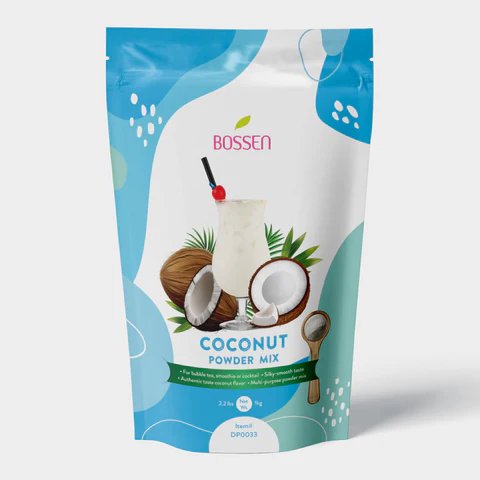 BOSSEN
COCONUT
POWDER MIX
• For bubble tea, smoothie or cocktail • Silky-smooth taste
• Authentic taste coconut flavor • Multi-purpose powder mix
2.2 lbs Net Wt. 1kg
Item#
DP0033